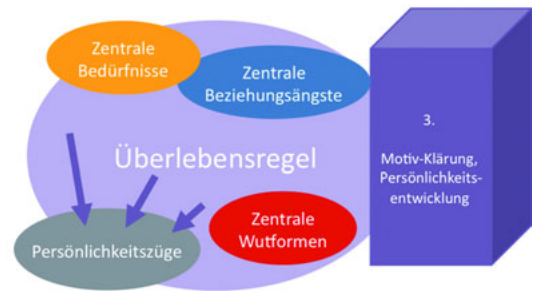 Zentrale
Bedürfnisse
Zentrale
Beziehungsängste
Überlebensregel
Persönlichkeitszüge
Zentrale
Wutformen
3.
Motiv-Klärung,
Persönlichkeits-
entwicklung